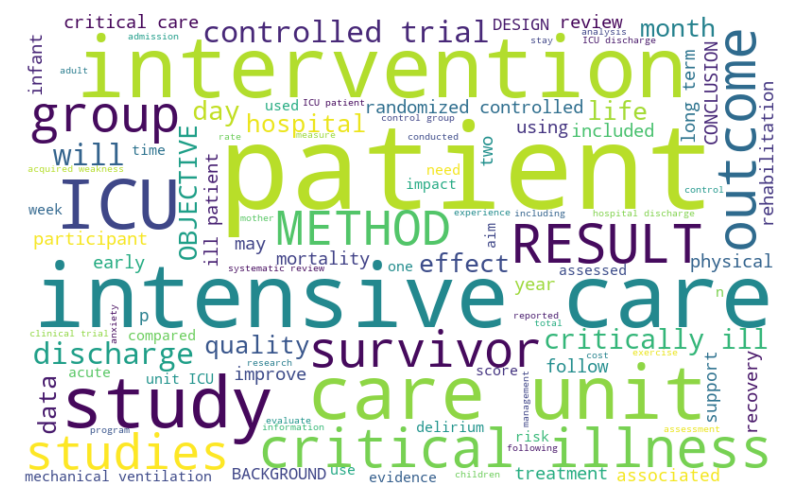 critical care
admission
controlled trial
DESIGN
review
month
analysis
stay
ICU discharge
infant
adult
intervention
outcome
long term
CONCLUSION
group
day
used
ICU patient
randomized controlled
life
hospital
control group
using
included
rate
measure
conducted
will
time
OBJECTIVE
patient
two
rehabilitation
acquired weakness
ICU
ill patient
need
impact
control
week
mother
METHOD
experience
including
hospital discharge
participant
may
aim
RESULT
early
mortality
effect
physical
systematic review
one
assessed
intensive care
year
n
p
reported
total
clinical trial
anxiety
compared
quality
survivor
critically ill
discharge
research
cost
exercise
acute
unit ICU
improve
score
management
follow
support
recovery
data
study
care unit
program
evaluate
information
delirium
risk
following
assessment
studies
critical illness
mechanical ventilation
BACKGROUND
use
evidence
children
treatment
associated